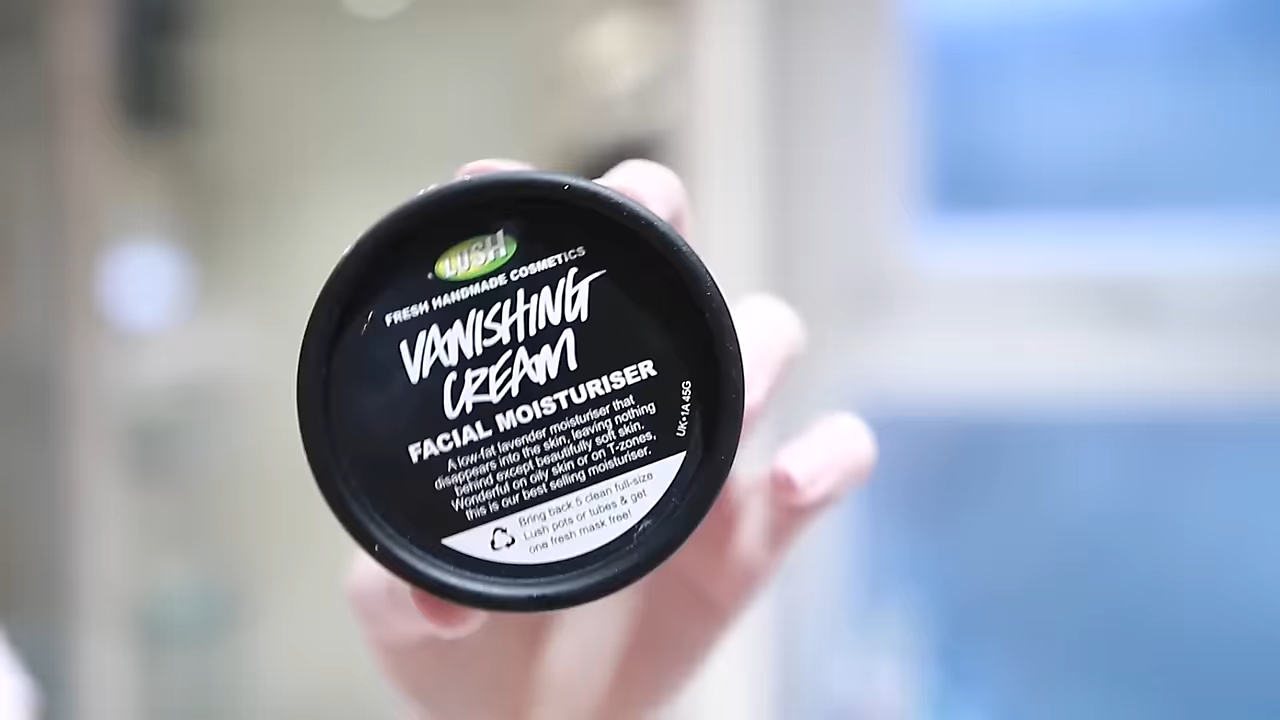 LUSH
FRESH HANDMADE COSMETICS
VANISHING
CREAM
FACIAL MOISTURISER
A low-fat lavender moisturiser that
disappears into the skin, leaving nothing
behind except beautifully soft skin.
Wonderful on oily skin or on T-zones,
this is our best selling moisturiser.
Bring back 5 clean full-size
Lush pots or tubes & get
one fresh mask free!
UK•1A 45G